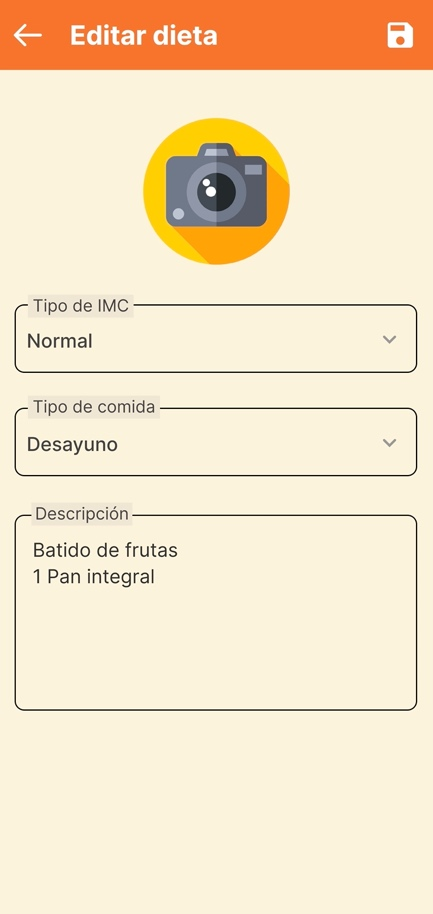 Editar dieta
Tipo de IMC
Normal
Tipo de comida
Desayuno
Descripción
Batido de frutas
1 Pan integral